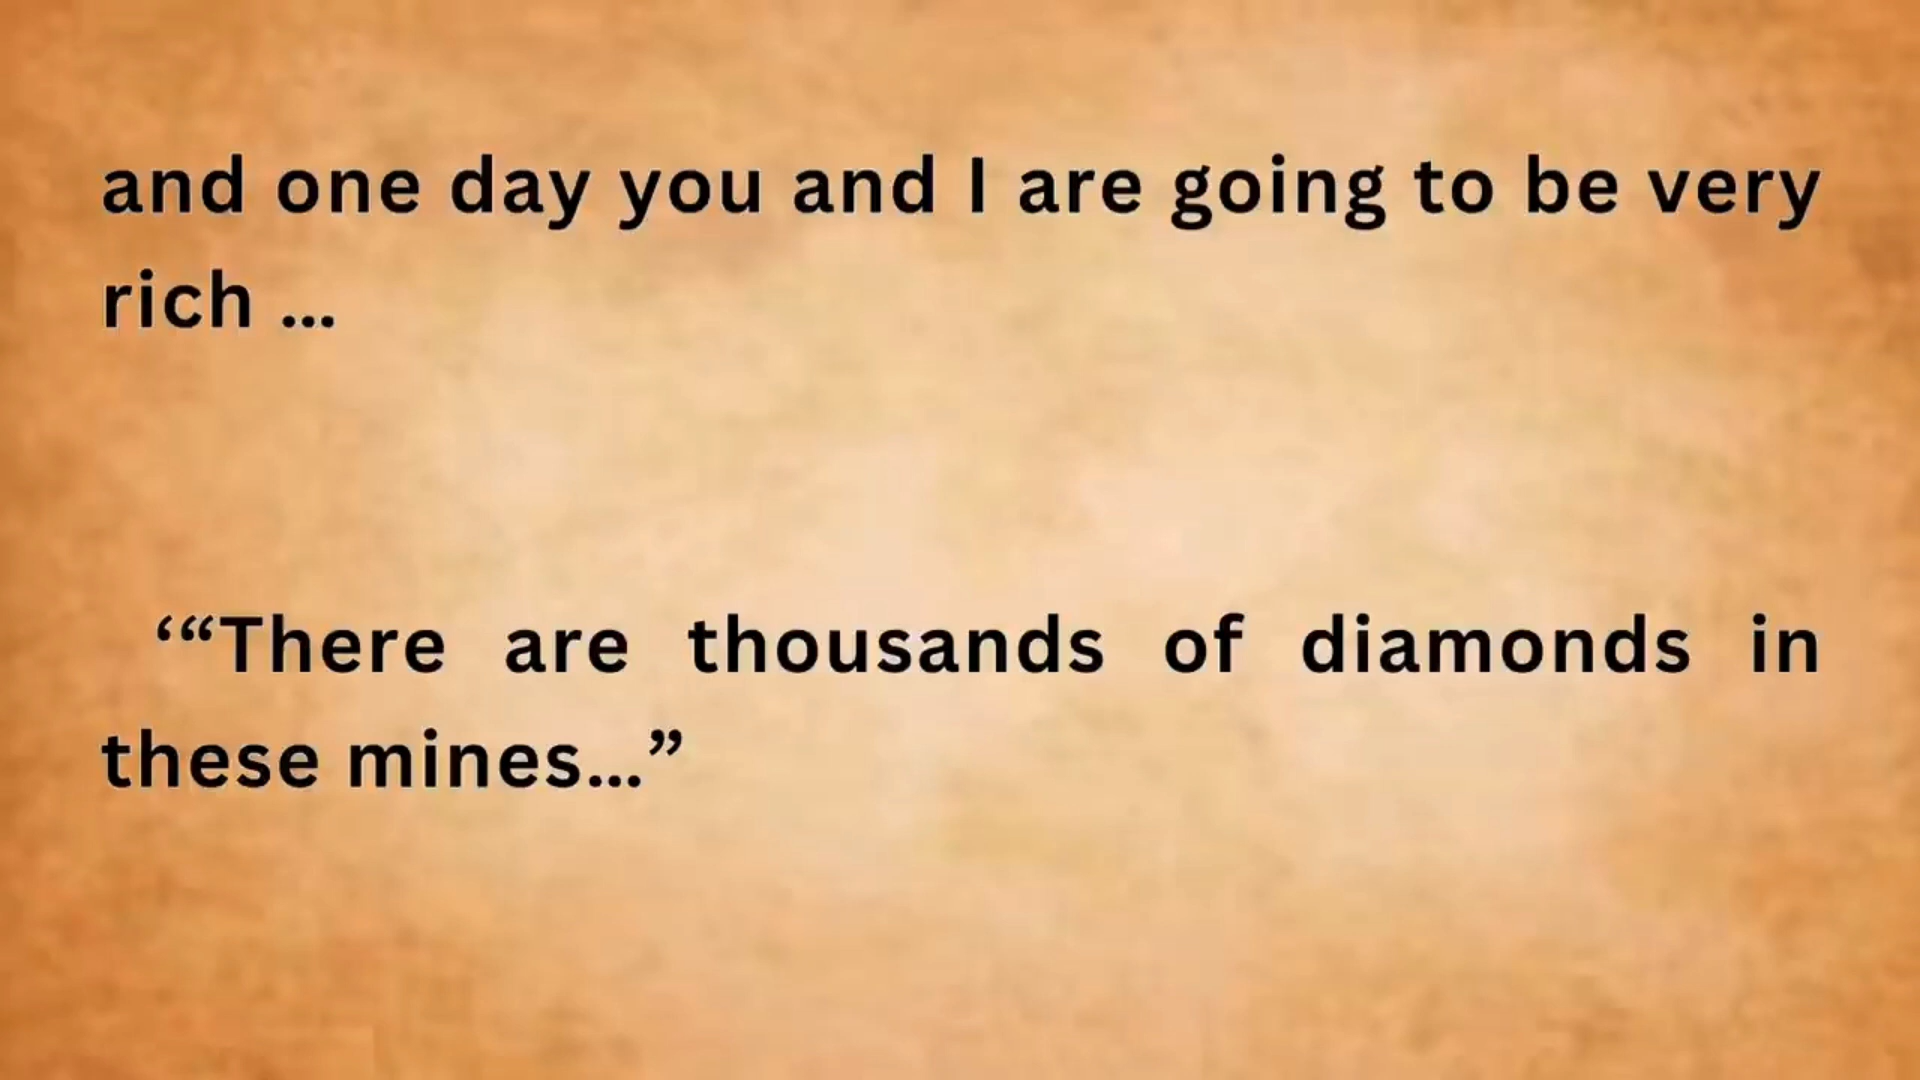 and one day you and I are going to be very
rich ...
‘“There are thousands of diamonds in
these mines...”